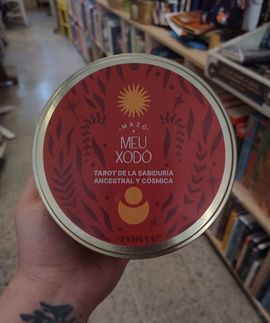 MAZO
MEU
XODÓ
TAROT DE LA SABIDURÍA
ANCESTRAL Y CÓSMICA